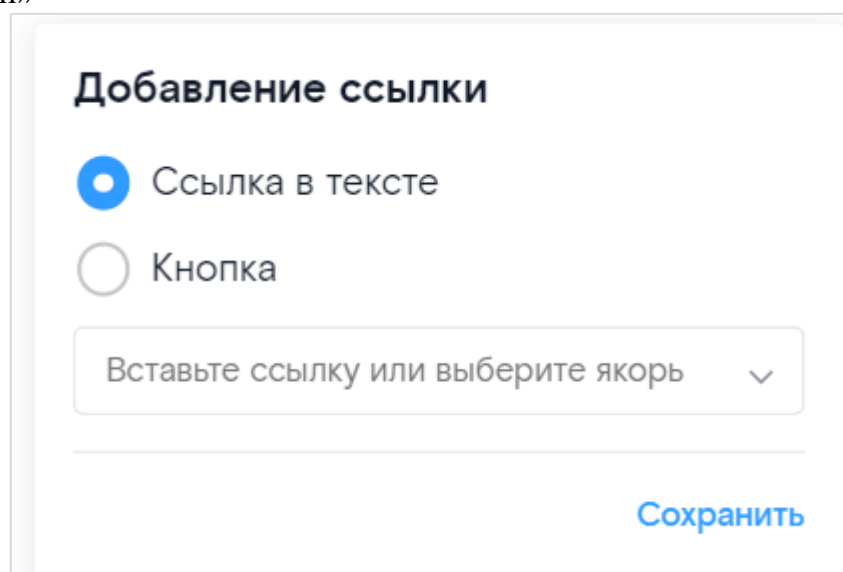 Добавление ссылки
Ссылка в тексте
Кнопка
Вставьте ссылку или выберите якорь
Сохранить